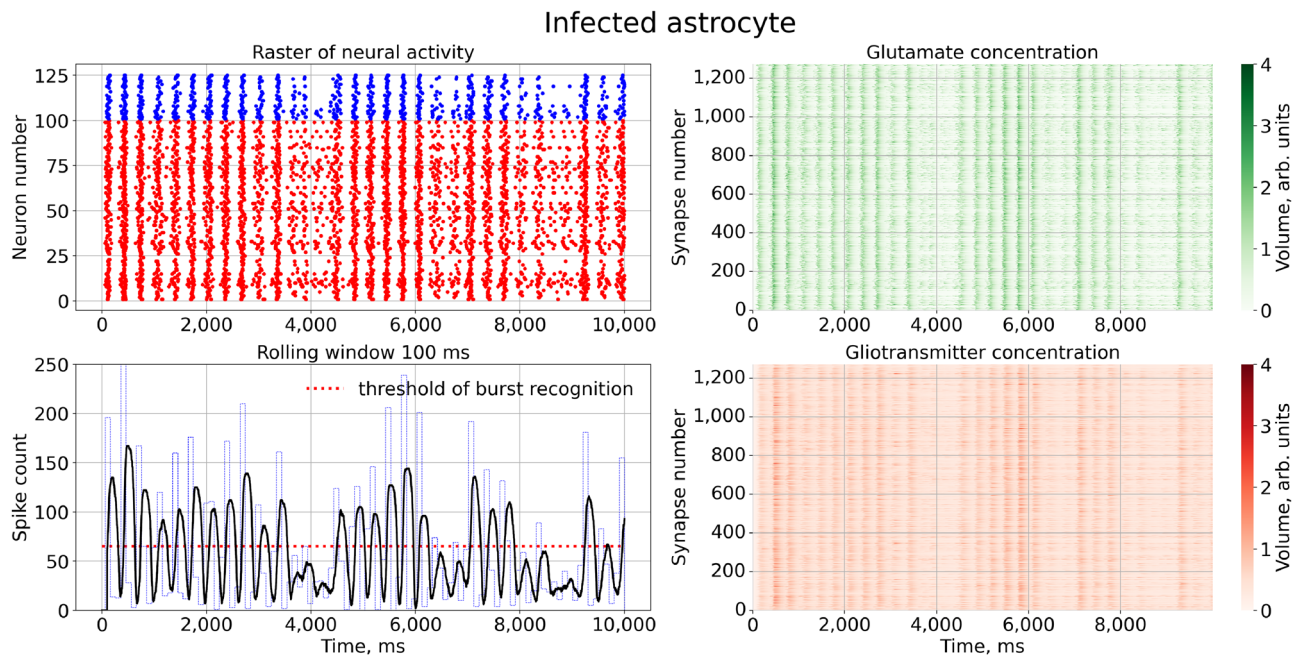 Infected astrocyte
Raster of neural activity
Neuron number
125
100
75
50
25
0
0 2,000 4,000 6,000 8,000 10,000
Glutamate concentration
Synapse number
1,200
1,000
800
600
400
200
0
0 2,000 4,000 6,000 8,000
4
3
2
1
0
Volume, arb. units
Rolling window 100 ms
threshold of burst recognition
Spike count
250
200
150
100
50
0
0 2,000 4,000 6,000 8,000 10,000
Time, ms
Gliotransmitter concentration
Synapse number
1,200
1,000
800
600
400
200
0
0 2,000 4,000 6,000 8,000
Time, ms
4
3
2
1
0
Volume, arb. units